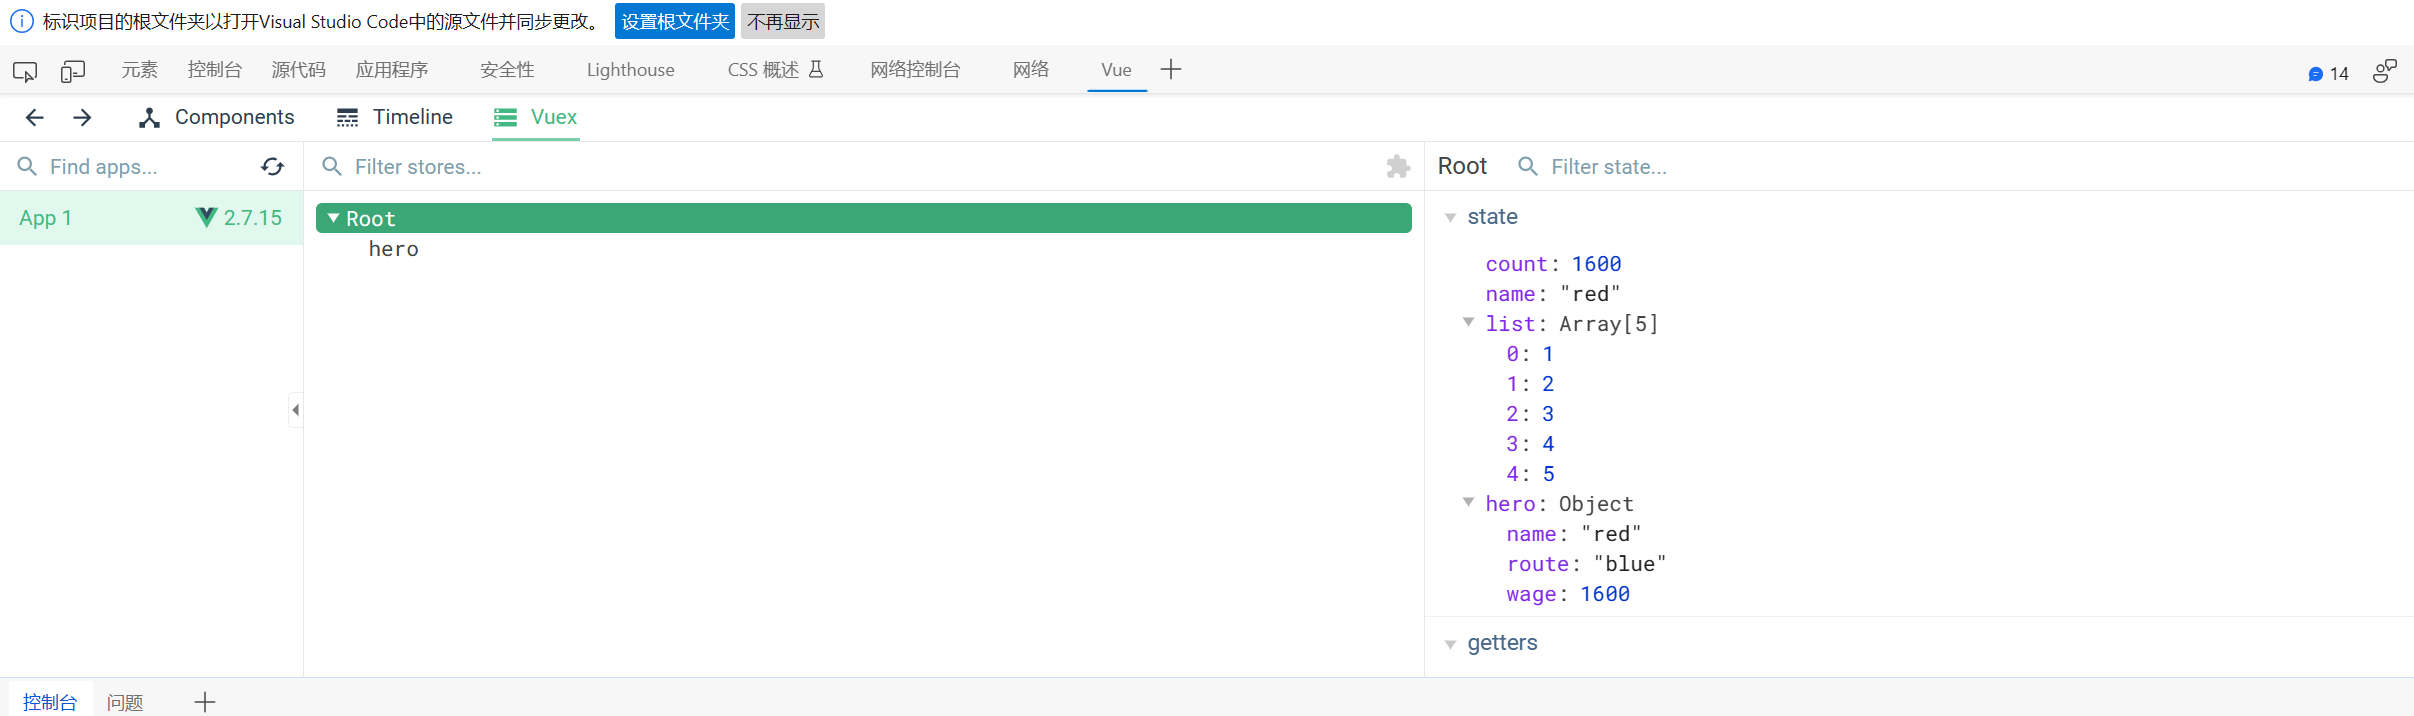 标识项目的根文件夹以打开Visual Studio Code中的源文件并同步更改。 设置根文件夹 不再显示
元素 控制台 源代码 应用程序 安全性 Lighthouse CSS 概述 网络控制台 网络 Vue 14
Components Timeline Vuex
Find apps... Filter stores... Root Filter state...
App 1 2.7.15
Root
hero
state
count: 1600
name: "red"
list: Array[5]
0: 1
1: 2
2: 3
3: 4
4: 5
hero: Object
name: "red"
route: "blue"
wage: 1600
getters
控制台 问题